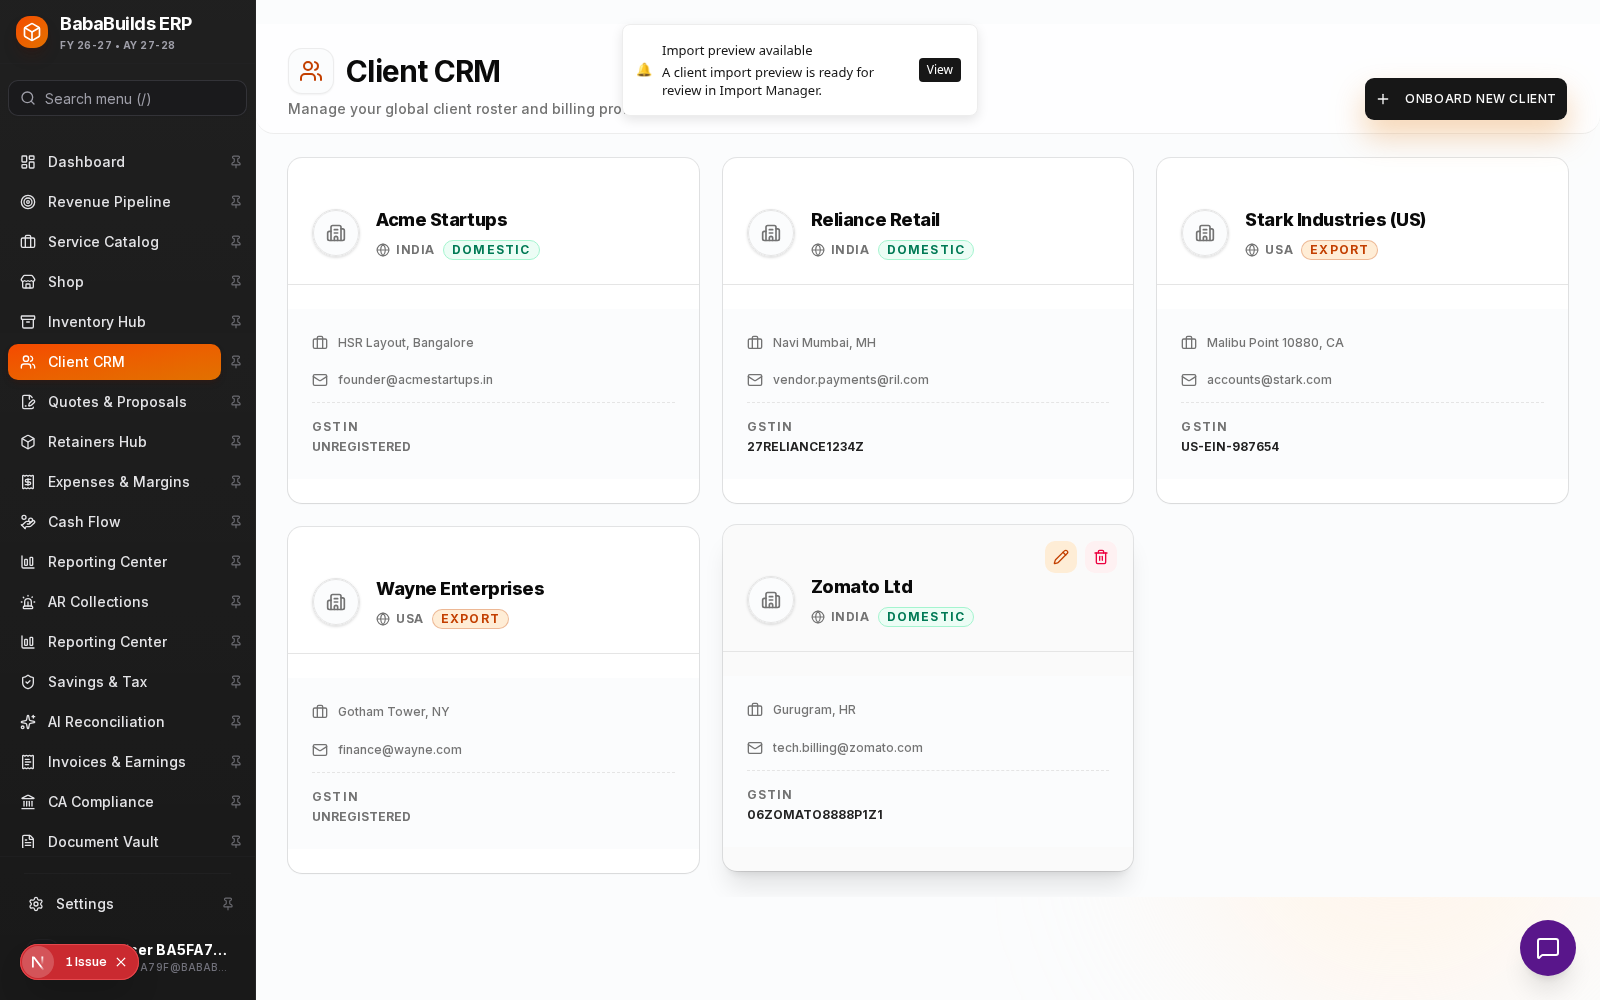 BabaBuilds ERP
FY 26-27 • AY 27-28
Search menu (/)
Dashboard
Revenue Pipeline
Service Catalog
Shop
Inventory Hub
Client CRM
Quotes & Proposals
Retainers Hub
Expenses & Margins
Cash Flow
Reporting Center
AR Collections
Reporting Center
Savings & Tax
AI Reconciliation
Invoices & Earnings
CA Compliance
Document Vault
Settings
ser BA5FA7...
A79F@BABAB...
1 Issue
Client CRM
Manage your global client roster and billing pro
Import preview available
A client import preview is ready for
review in Import Manager.
View
ONBOARD NEW CLIENT
Acme Startups
INDIA DOMESTIC
HSR Layout, Bangalore
founder@acmestartups.in
GSTIN
UNREGISTERED
Reliance Retail
INDIA DOMESTIC
Navi Mumbai, MH
vendor.payments@ril.com
GSTIN
27RELIANCE1234Z
Stark Industries (US)
USA EXPORT
Malibu Point 10880, CA
accounts@stark.com
GSTIN
US-EIN-987654
Wayne Enterprises
USA EXPORT
Gotham Tower, NY
finance@wayne.com
GSTIN
UNREGISTERED
Zomato Ltd
INDIA DOMESTIC
Gurugram, HR
tech.billing@zomato.com
GSTIN
06ZOMATO8888P1Z1